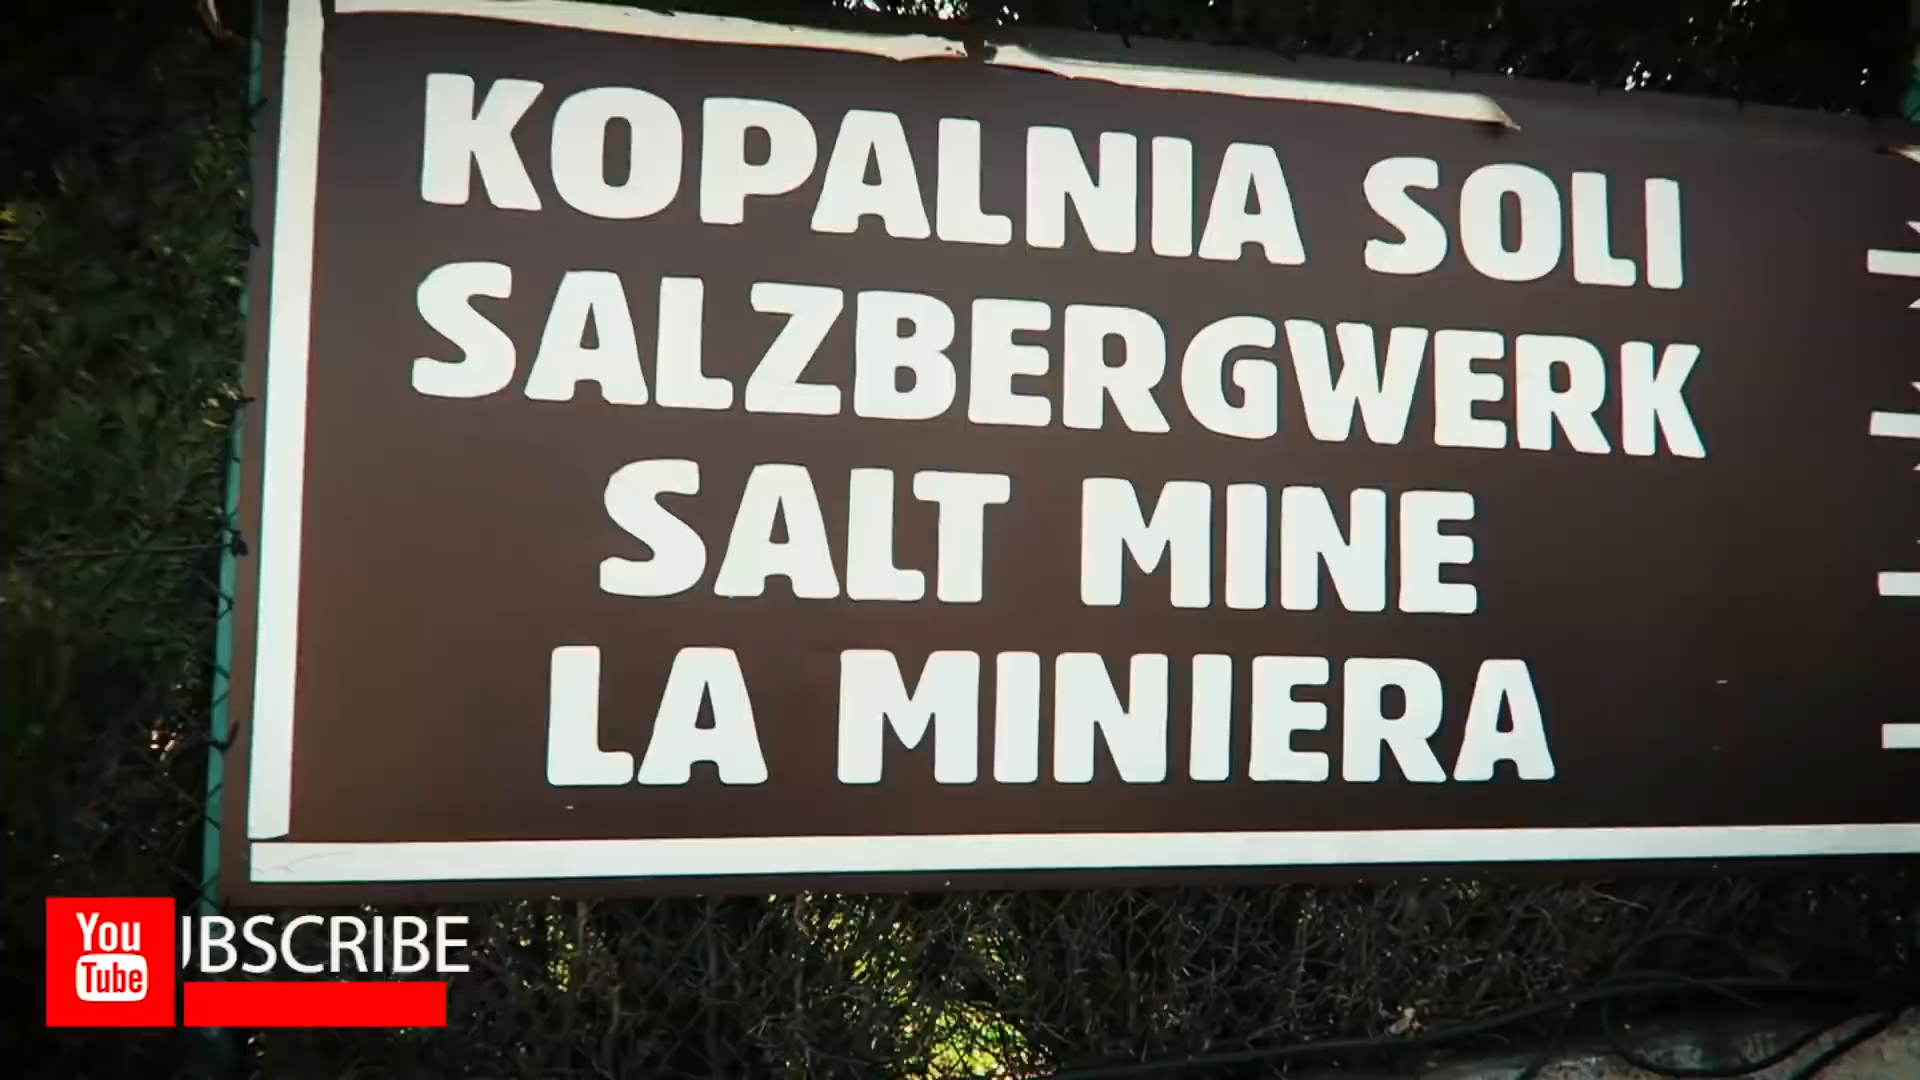 KOPALNIA SOLI
SALZBERGWERK
SALT MINE
LA MINIERA
You
Tube
UBSCRIBE